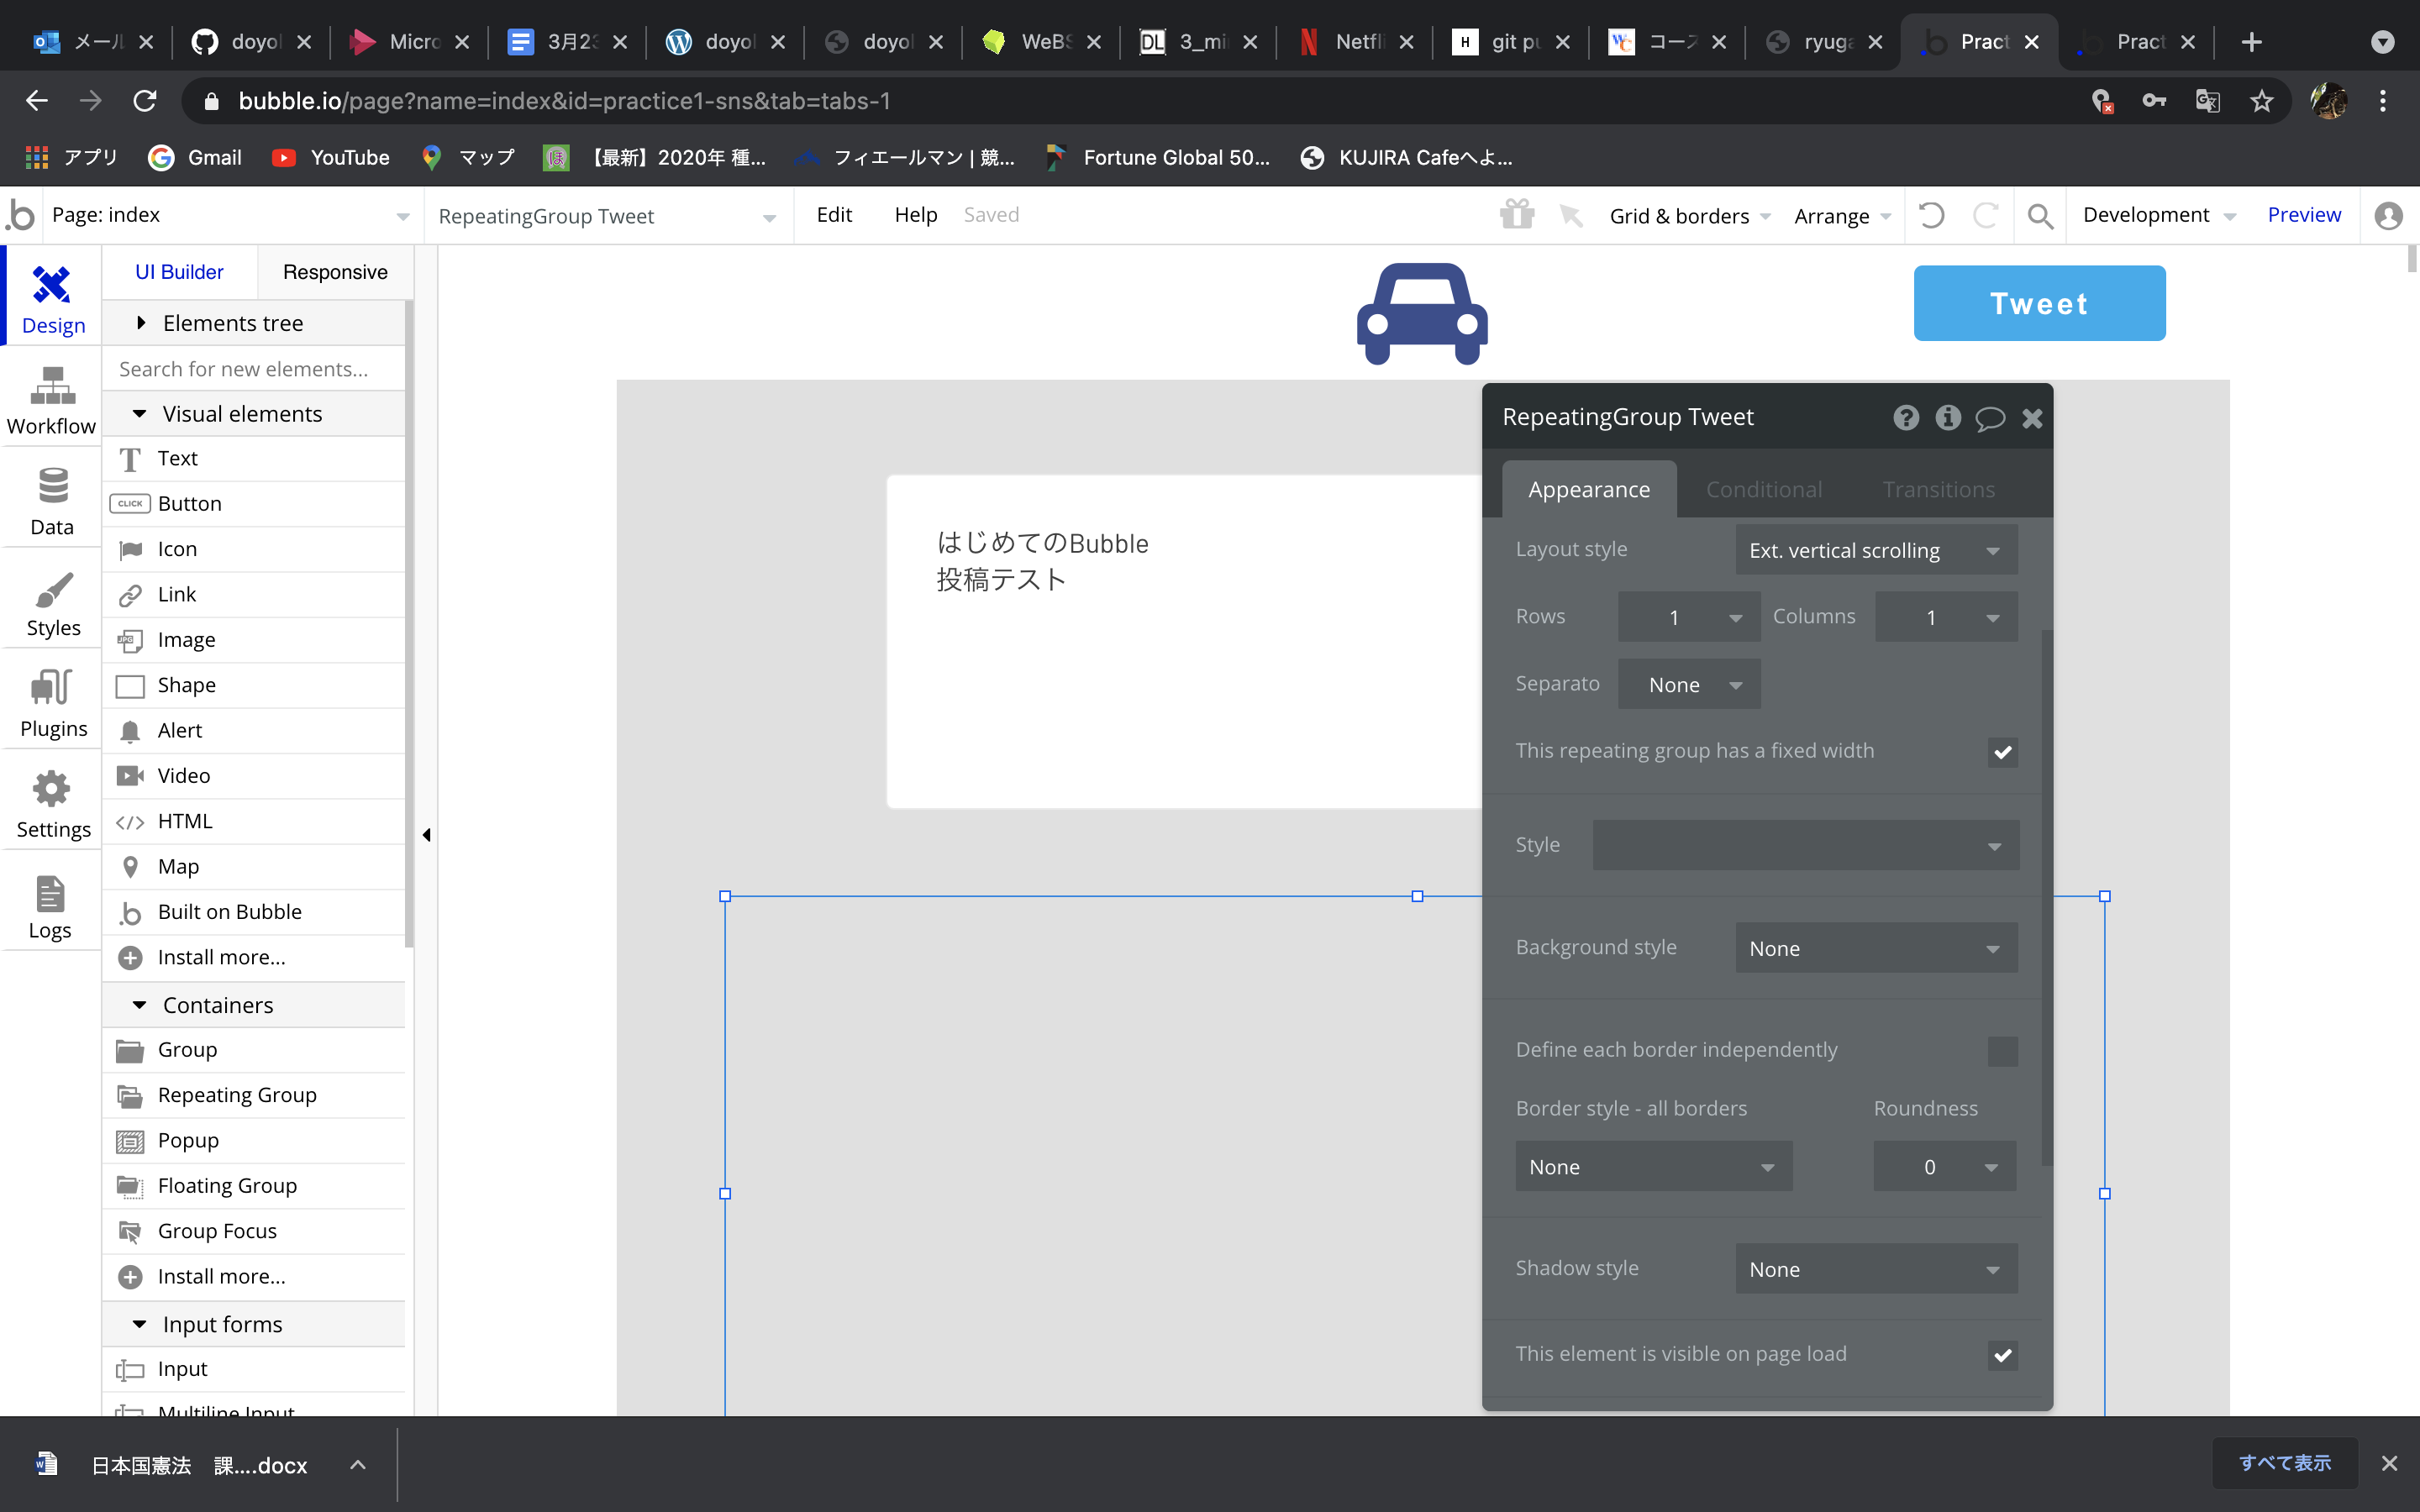 メール
doyol
Micro
3月23
doyol
doyol
WeBS
DL
3_mi
Netfli
H
git pu
コース
ryuga
Pract
Pract
bubble.io/page?name=index&id=practice1-sns&tab=tabs-1
アプリ
Gmail
YouTube
マップ
【最新】2020年 種...
フィエールマン | 競...
Fortune Global 50...
KUJIRA Cafeへよ...
Page: index
RepeatingGroup Tweet
Edit
Help
Saved
Grid & borders
Arrange
Development
Preview
Design
Workflow
Data
Styles
Plugins
Settings
Logs
UI Builder
Responsive
Elements tree
Search for new elements...
Visual elements
Text
CLICK
Button
Icon
Link
Image
Shape
Alert
Video
HTML
Map
Built on Bubble
Install more...
Containers
Group
Repeating Group
Popup
Floating Group
Group Focus
Install more...
Input forms
Input
Multiline Input
Tweet
はじめてのBubble
投稿テスト
RepeatingGroup Tweet
Appearance
Conditional
Transitions
Layout style
Ext. vertical scrolling
Rows
1
Columns
1
Separato
None
This repeating group has a fixed width
Style
Background style
None
Define each border independently
Border style - all borders
Roundness
None
0
Shadow style
None
This element is visible on page load
日本国憲法 課....docx
すべて表示